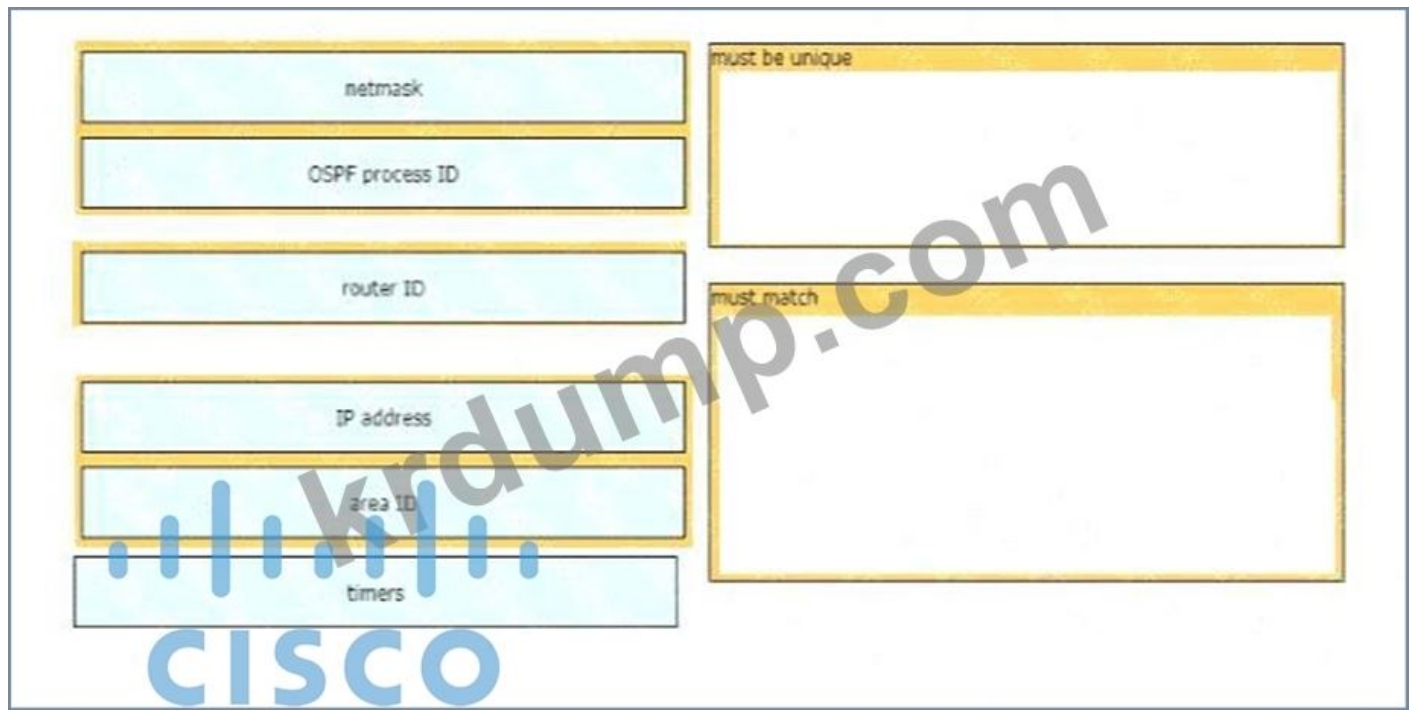 netmask
OSPF process ID
router ID
IP address
area ID
timers
must be unique
must match
krdump.com
CISCO